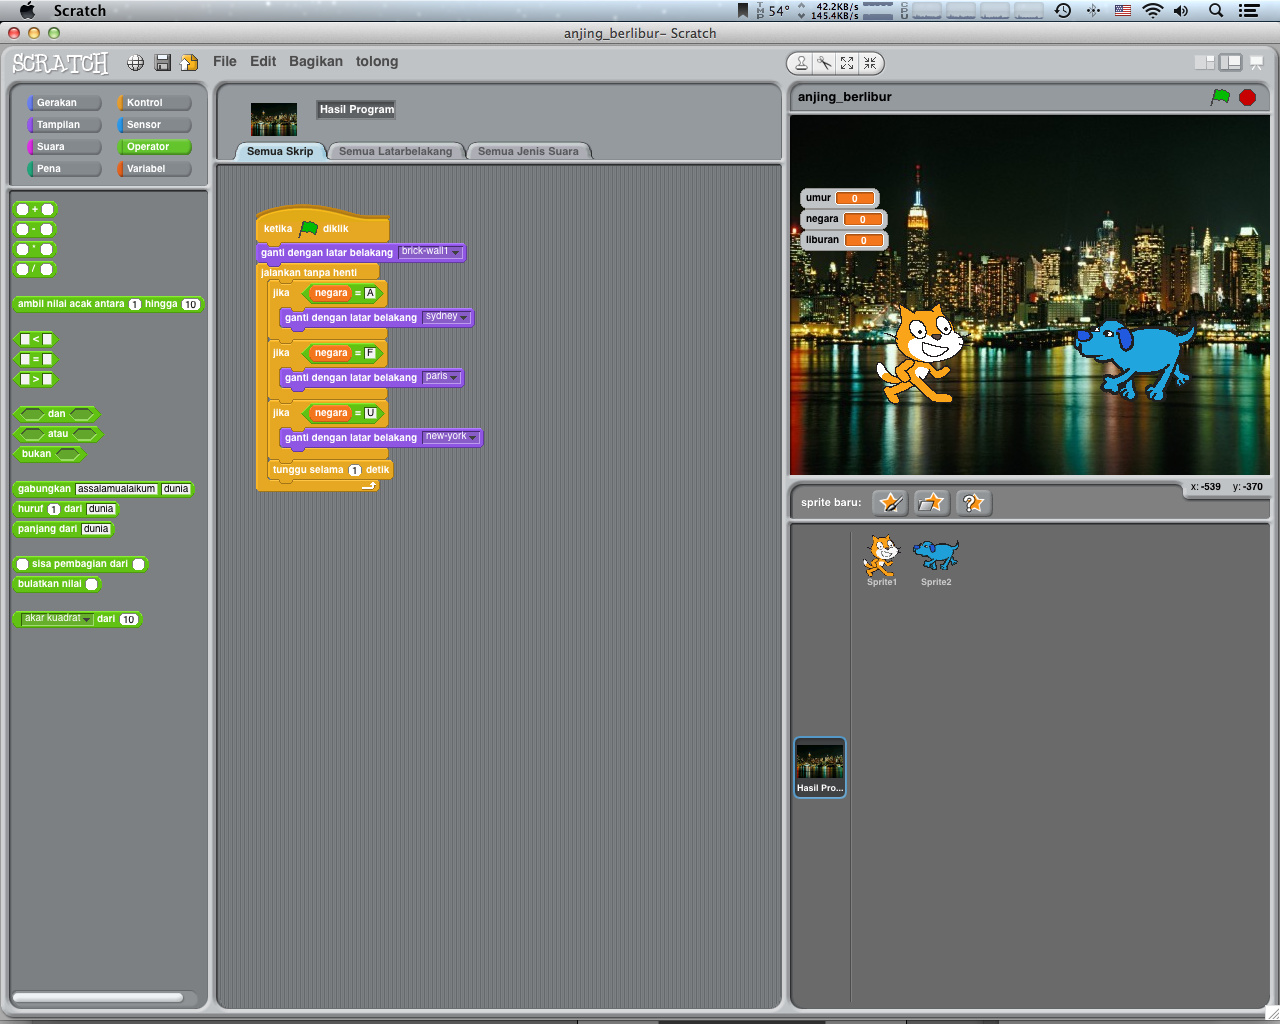 Scratch
TMP 54° 42.2KB/s
145.4KB/s CPU
anjing_berlibur– Scratch
SCRATCH File Edit Bagikan tolong
Gerakan Kontrol
Tampilan Sensor
Suara Operator
Pena Variabel
+
-
*
/
ambil nilai acak antara 1 hingga 10
<
=
>
dan
atau
bukan
gabungkan assalamualaikum dunia
huruf 1 dari dunia
panjang dari dunia
sisa pembagian dari
bulatkan nilai
akar kuadrat dari 10
Hasil Program
Semua Skrip Semua Latarbelakang Semua Jenis Suara
ketika diklik
ganti dengan latar belakang brick-wall1
jalankan tanpa henti
jika negara = A
ganti dengan latar belakang sydney
jika negara = F
ganti dengan latar belakang paris
jika negara = U
ganti dengan latar belakang new-york
tunggu selama 1 detik
anjing_berlibur
umur 0
negara 0
liburan 0
x: -539 y: -370
sprite baru:
Sprite1 Sprite2
Hasil Pro...